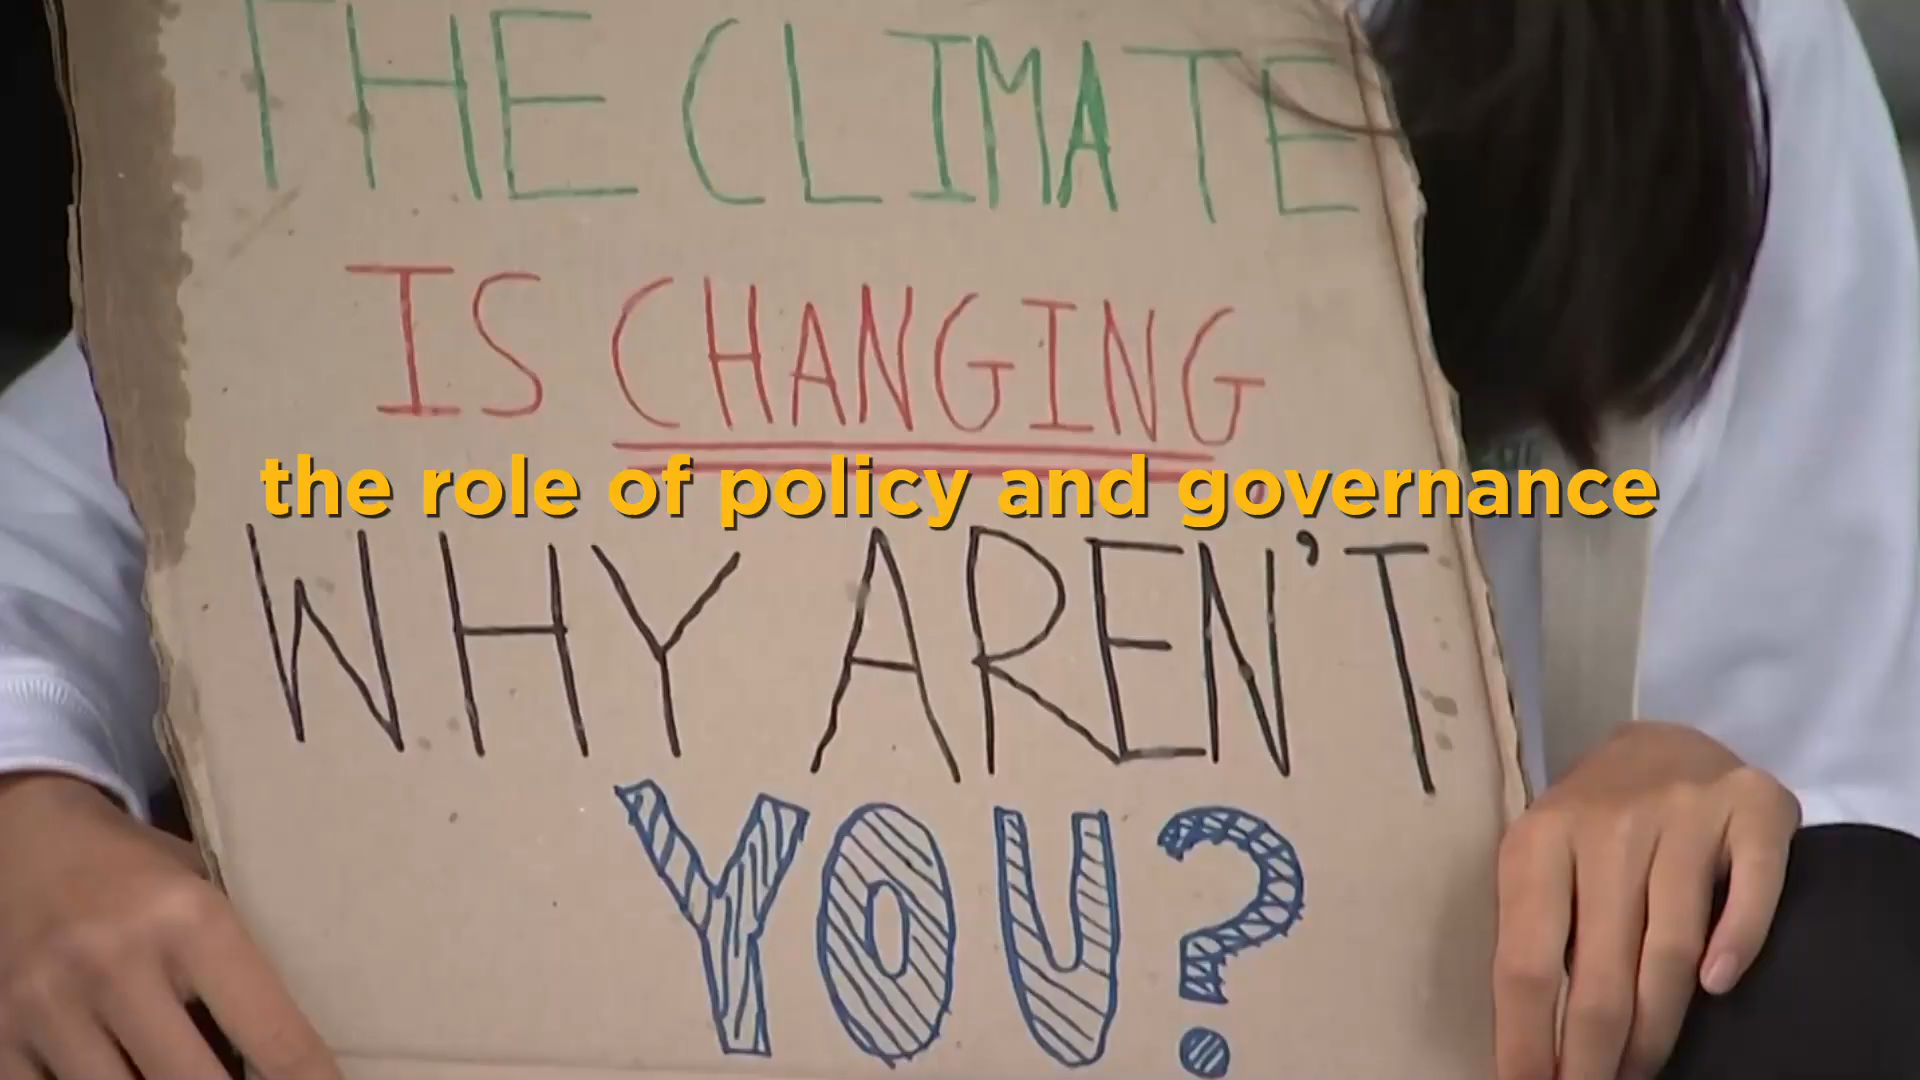 THE CLIMATE
IS CHANGING
the role of policy and governance
WHY AREN'T
YOU?